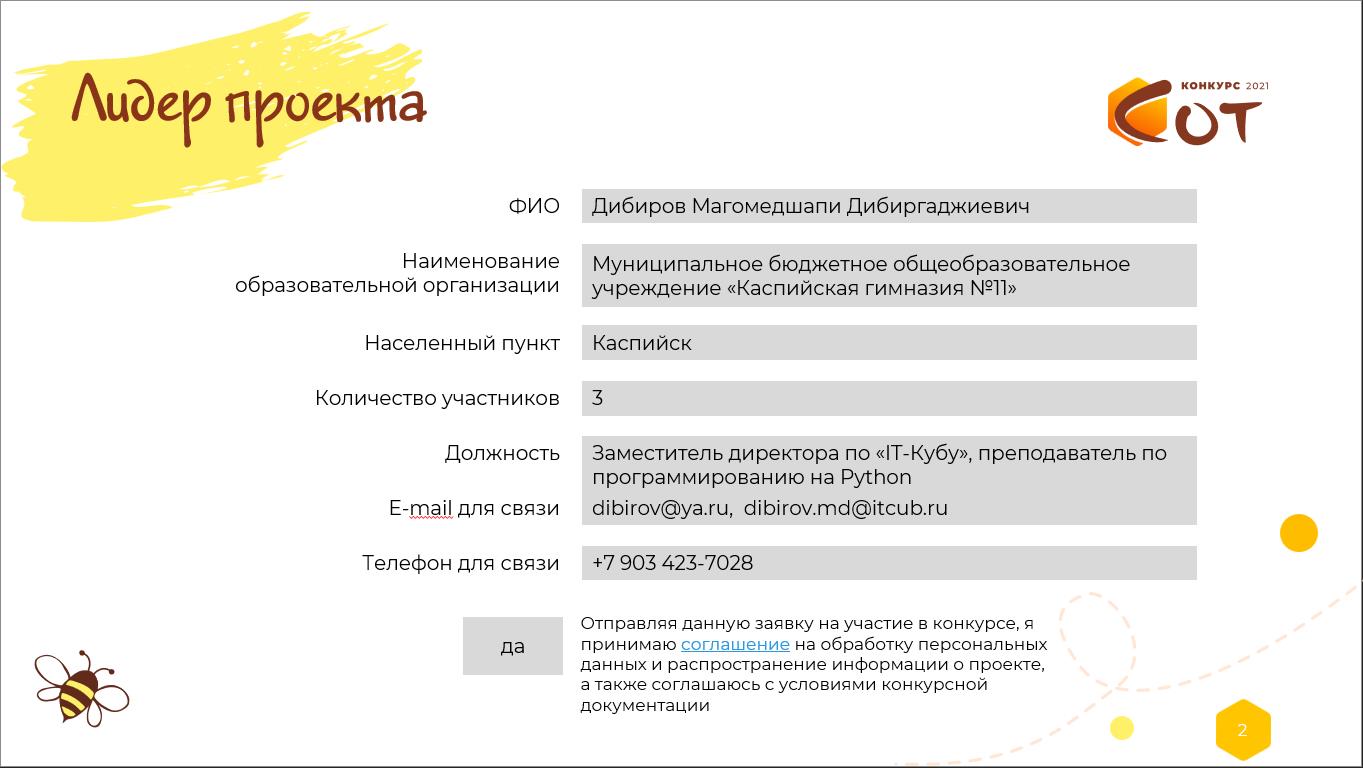 Лидер проекта
КОНКУРС 2021
СОТ
ФИО
Дибиров Магомедшапи Дибиргаджиевич
Наименование
образовательной организации
Муниципальное бюджетное общеобразовательное
учреждение «Каспийская гимназия №11»
Населенный пункт
Каспийск
Количество участников
3
Должность
Заместитель директора по «IT-Кубу», преподаватель по
программированию на Python
E-mail для связи
dibirov@ya.ru,  dibirov.md@itcub.ru
Телефон для связи
+7 903 423-7028
да
Отправляя данную заявку на участие в конкурсе, я
принимаю соглашение на обработку персональных
данных и распространение информации о проекте,
а также соглашаюсь с условиями конкурсной
документации
2